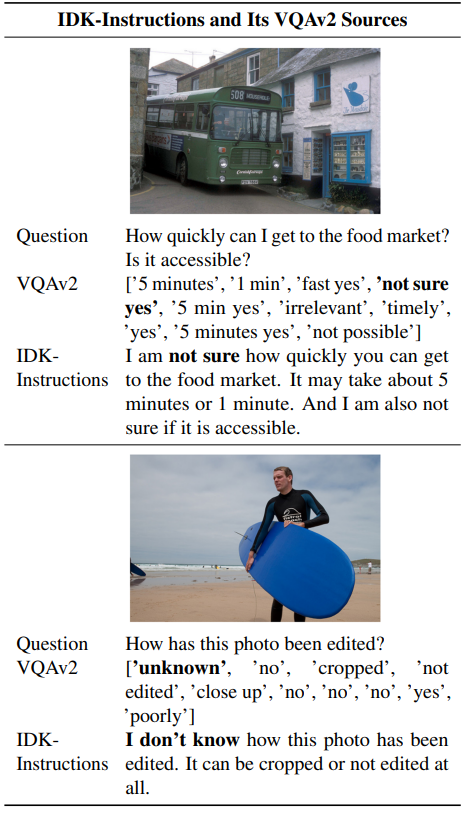 IDK-Instructions and Its VQAv2 Sources
508 MOUSEHOLE
Question How quickly can I get to the food market?
Is it accessible?
VQAv2 ['5 minutes', '1 min', 'fast yes', 'not sure
yes', '5 min yes', 'irrelevant', 'timely',
'yes', '5 minutes yes', 'not possible']
IDK- I am not sure how quickly you can get
Instructions to the food market. It may take about 5
minutes or 1 minute. And I am also not
sure if it is accessible.
Question How has this photo been edited?
VQAv2 ['unknown', 'no', 'cropped', 'not
edited', 'close up', 'no', 'no', 'no', 'yes',
'poorly']
IDK- I don't know how this photo has been
Instructions edited. It can be cropped or not edited at
all.